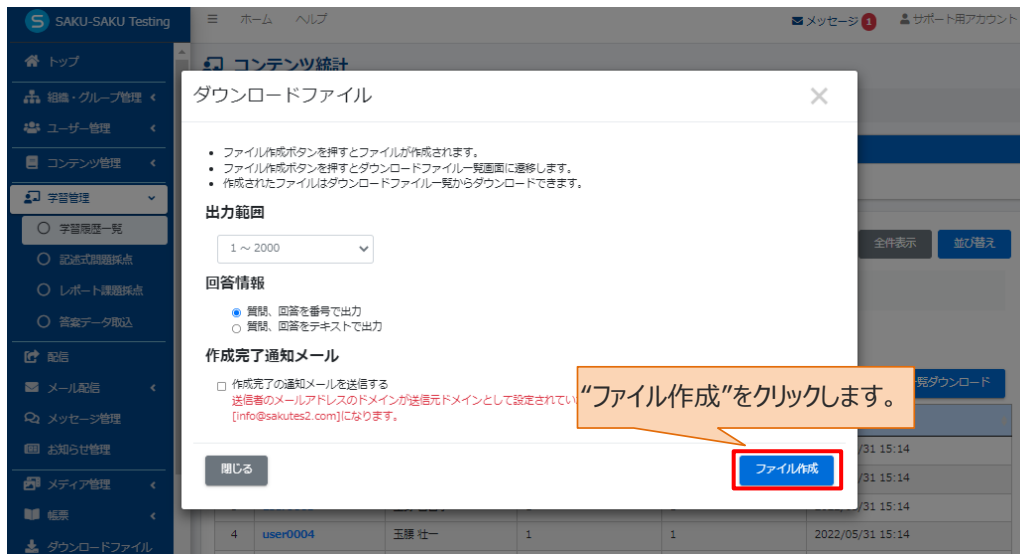 SAKU-SAKU Testing
ホーム ヘルプ
メッセージ 1
サポート用アカウント
トップ
組織・グループ管理
ユーザー管理
コンテンツ管理
学習管理
学習履歴一覧
記述式問題採点
レポート課題採点
答案データ取込
配信
メール配信
メッセージ管理
お知らせ管理
メディア管理
帳票
ダウンロードファイル
コンテンツ統計
ダウンロードファイル
ファイル作成ボタンを押すとファイルが作成されます。
ファイル作成ボタンを押すとダウンロードファイル一覧画面に遷移します。
作成されたファイルはダウンロードファイル一覧からダウンロードできます。
出力範囲
1 ～ 2000
回答情報
質問、回答を番号で出力
質問、回答をテキストで出力
作成完了通知メール
作成完了の通知メールを送信する
送信者のメールアドレスのドメインが送信元ドメインとして設定されてい
[info@sakutes2.com]になります。
“ファイル作成”をクリックします。
閉じる
ファイル作成
全件表示
並び替え
覧ダウンロード
/31 15:14
/31 15:14
/31 15:14
4 user0004 玉腰 壮一 1 1 2022/05/31 15:14